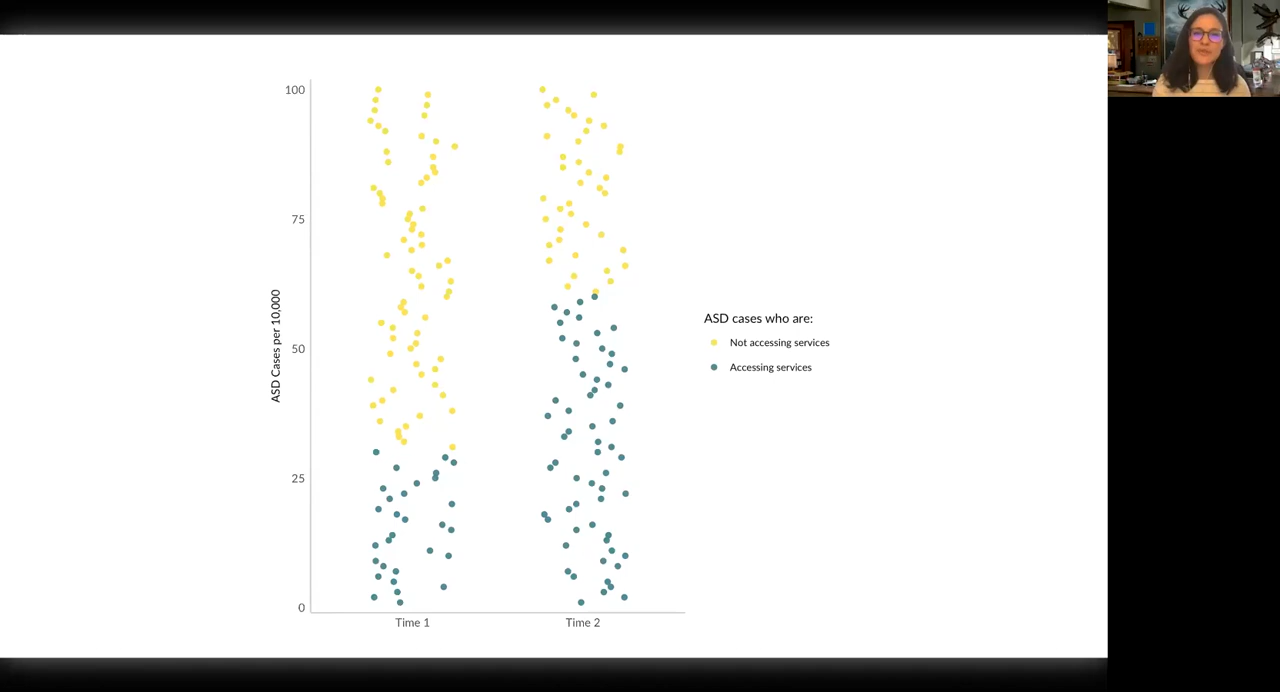 100
75
50
25
0
ASD Cases per 10,000
Time 1
Time 2
ASD cases who are:
Not accessing services
Accessing services